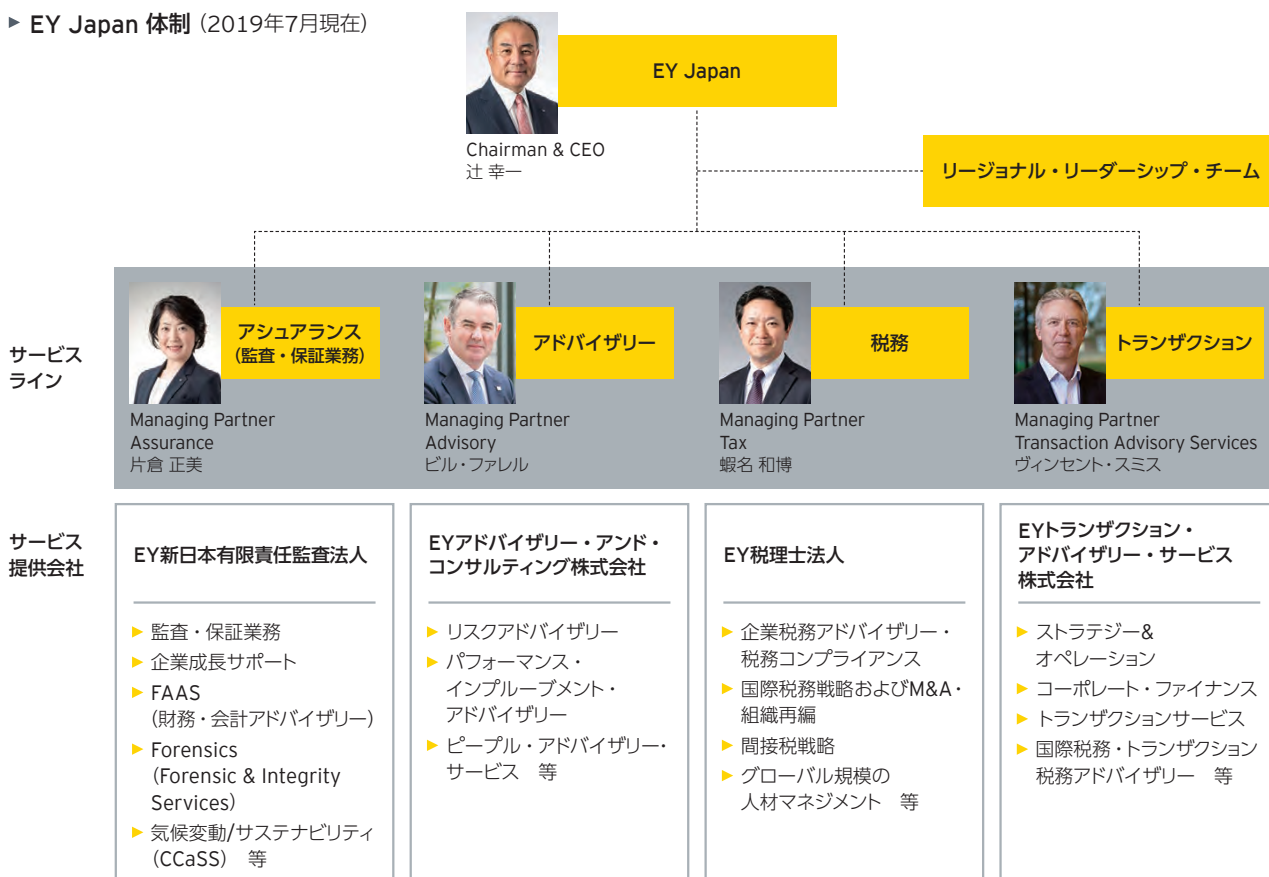 ▶ EY Japan 体制（2019年7月現在）
EY Japan
Chairman & CEO
辻 幸一
リージョナル・リーダーシップ・チーム
サービス
ライン
アシュアランス
（監査・保証業務）
Managing Partner
Assurance
片倉 正美
アドバイザリー
Managing Partner
Advisory
ビル・ファレル
税務
Managing Partner
Tax
蝦名 和博
トランザクション
Managing Partner
Transaction Advisory Services
ヴィンセント・スミス
サービス
提供会社
EY新日本有限責任監査法人
▶ 監査・保証業務
▶ 企業成長サポート
▶ FAAS
（財務・会計アドバイザリー）
▶ Forensics
（Forensic & Integrity
Services）
▶ 気候変動/サステナビリティ
（CCaSS） 等
EYアドバイザリー・アンド・
コンサルティング株式会社
▶ リスクアドバイザリー
▶ パフォーマンス・
インプルーブメント・
アドバイザリー
▶ ピープル・アドバイザリー・
サービス 等
EY税理士法人
▶ 企業税務アドバイザリー・
税務コンプライアンス
▶ 国際税務戦略およびM&A・
組織再編
▶ 間接税戦略
▶ グローバル規模の
人材マネジメント 等
EYトランザクション・
アドバイザリー・サービス
株式会社
▶ ストラテジー&
オペレーション
▶ コーポレート・ファイナンス
▶ トランザクションサービス
▶ 国際税務・トランザクション
税務アドバイザリー 等